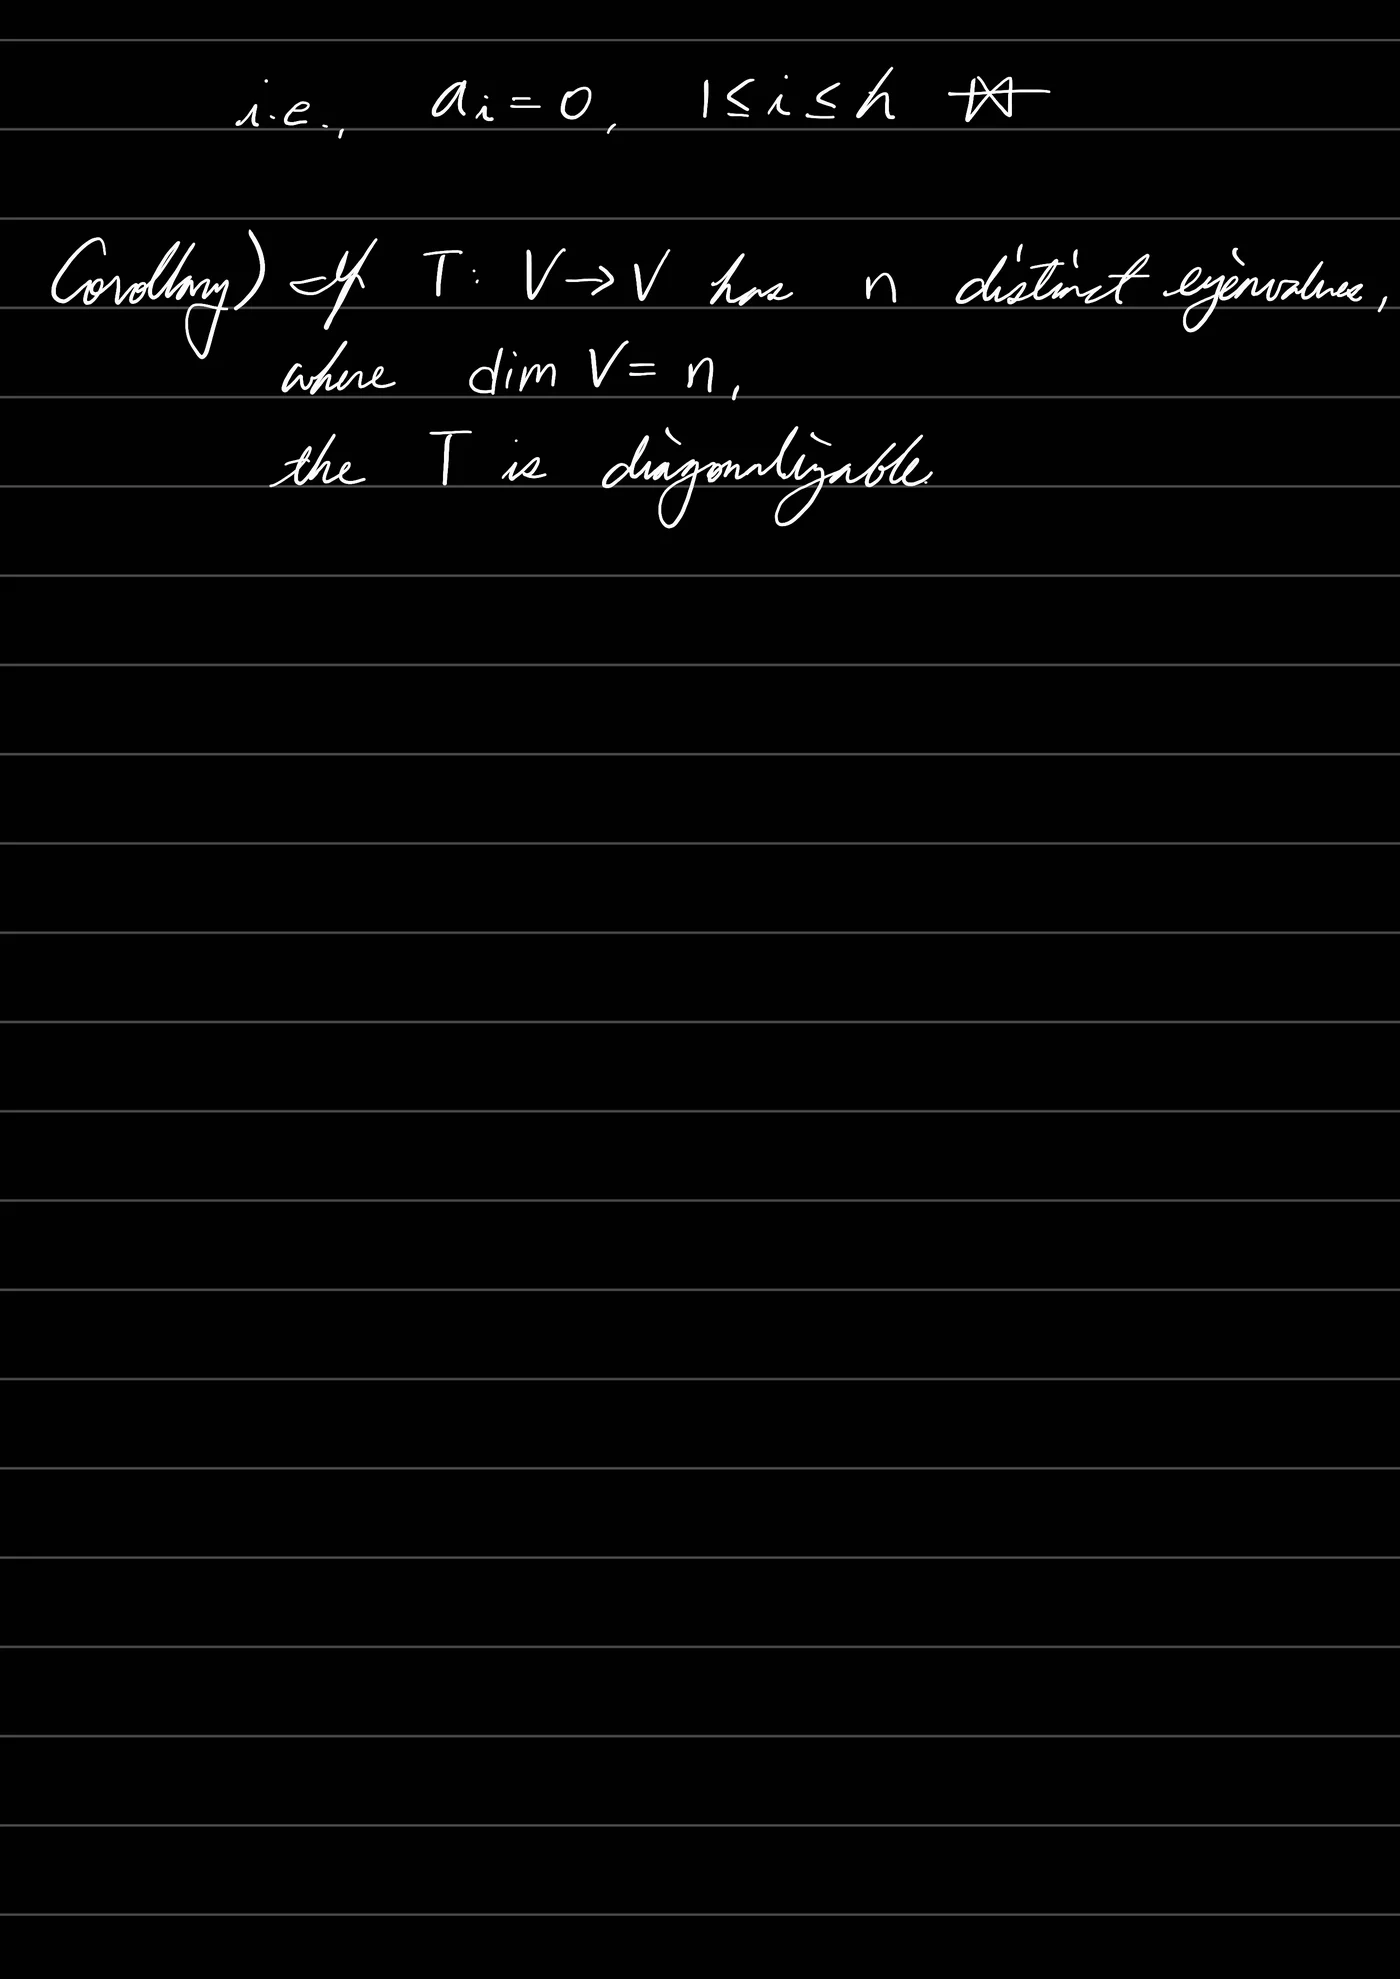 i.e., aᵢ = 0, 1 ≤ i ≤ h
Corollary) If T: V → V has n distinct eigenvalues,
where dim V = n,
the T is diagonalizable.